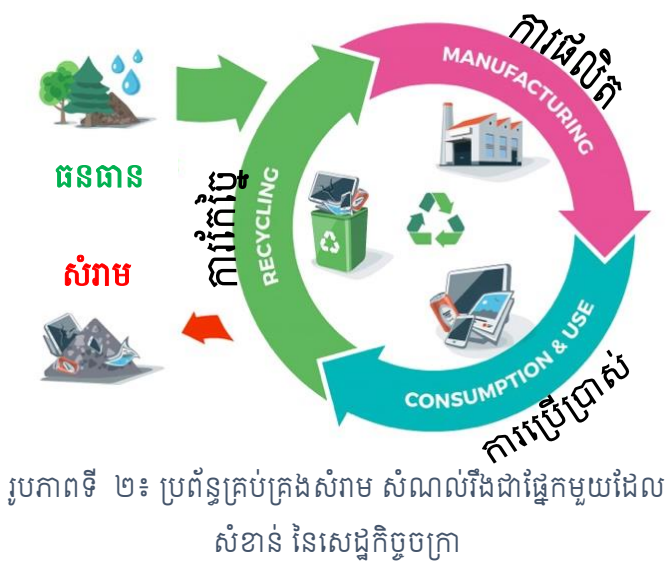 ការផលិត
MANUFACTURING
ធនធាន
ការកែច្នៃ
RECYCLING
សំរាម
CONSUMPTION & USE
ការប្រើប្រាស់
រូបភាពទី ២៖ ប្រព័ន្ធគ្រប់គ្រងសំរាម សំណល់រឹងជាផ្នែកមួយដែល
សំខាន់ នៃសេដ្ឋកិច្ចចក្រា